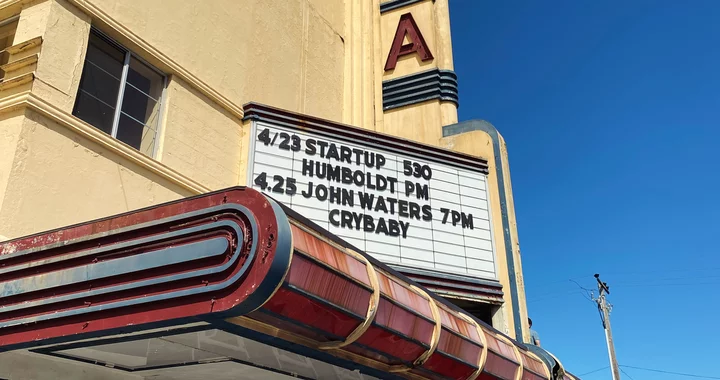 A
4/23 STARTUP 530
HUMBOLDT PM
4.25 JOHN WATERS 7PM
CRYBABY